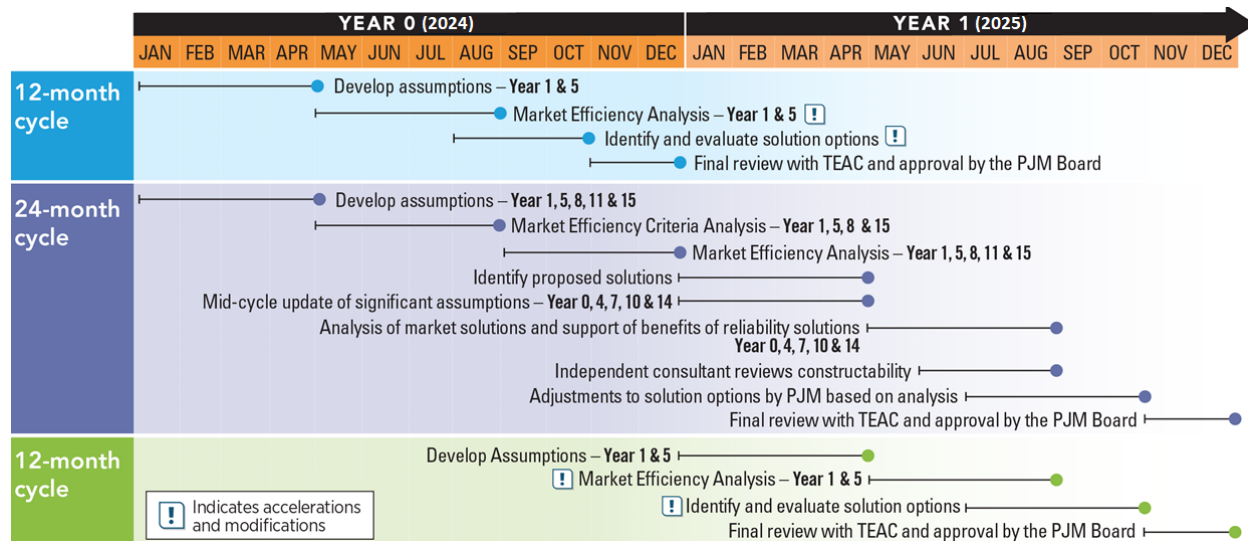 YEAR 0 (2024) YEAR 1 (2025)
JAN FEB MAR APR MAY JUN JUL AUG SEP OCT NOV DEC JAN FEB MAR APR MAY JUN JUL AUG SEP OCT NOV DEC
12-month
cycle
Develop assumptions – Year 1 & 5
Market Efficiency Analysis – Year 1 & 5 !
Identify and evaluate solution options !
Final review with TEAC and approval by the PJM Board
24-month
cycle
Develop assumptions – Year 1, 5, 8, 11 & 15
Market Efficiency Criteria Analysis – Year 1, 5, 8 & 15
Market Efficiency Analysis – Year 1, 5, 8, 11 & 15
Identify proposed solutions
Mid-cycle update of significant assumptions – Year 0, 4, 7, 10 & 14
Analysis of market solutions and support of benefits of reliability solutions
Year 0, 4, 7, 10 & 14
Independent consultant reviews constructability
Adjustments to solution options by PJM based on analysis
Final review with TEAC and approval by the PJM Board
12-month
cycle
Develop Assumptions – Year 1 & 5
! Market Efficiency Analysis – Year 1 & 5
! Identify and evaluate solution options
Final review with TEAC and approval by the PJM Board
! Indicates accelerations
and modifications